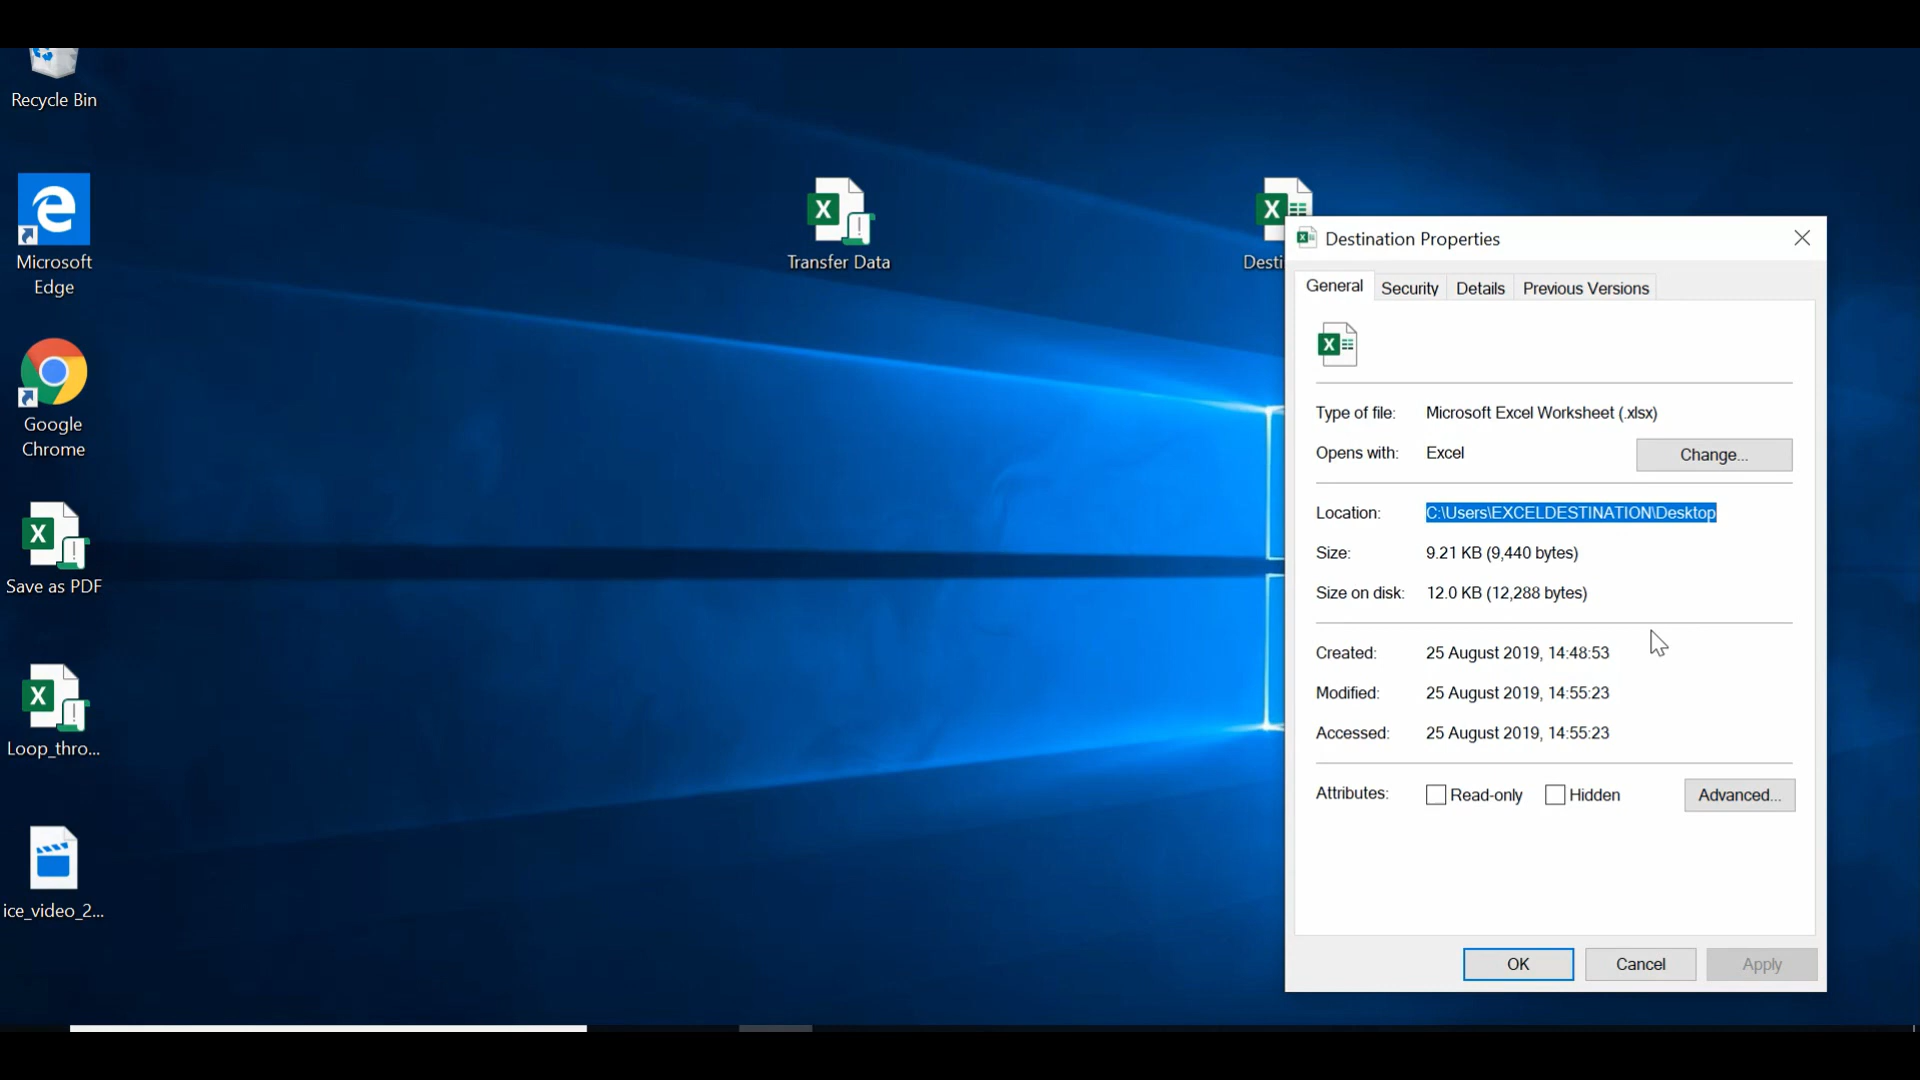 Recycle Bin
Microsoft
Edge
Google
Chrome
Save as PDF
Loop_thro...
ice_video_2...
Transfer Data
Desti
Destination Properties
General Security Details Previous Versions
Type of file: Microsoft Excel Worksheet (.xlsx)
Opens with: Excel Change...
Location: C:\Users\EXCELDESTINATION\Desktop
Size: 9.21 KB (9,440 bytes)
Size on disk: 12.0 KB (12,288 bytes)
Created: 25 August 2019, 14:48:53
Modified: 25 August 2019, 14:55:23
Accessed: 25 August 2019, 14:55:23
Attributes: Read-only Hidden Advanced...
OK Cancel Apply